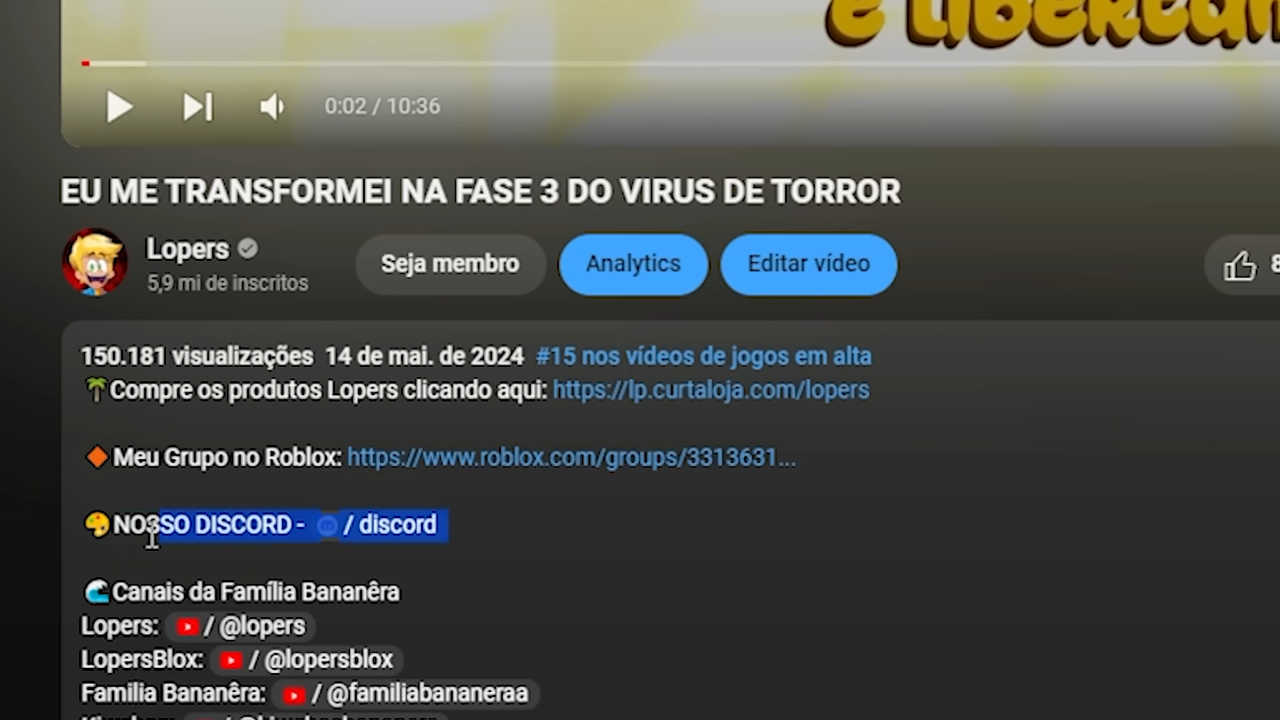 E LIBERTAM
0:02 / 10:36
EU ME TRANSFORMEI NA FASE 3 DO VIRUS DE TORROR
Lopers
5,9 mi de inscritos
Seja membro
Analytics
Editar vídeo
8
150.181 visualizações 14 de mai. de 2024 #15 nos vídeos de jogos em alta
🌴Compre os produtos Lopers clicando aqui: https://lp.curtaloja.com/lopers
🔶Meu Grupo no Roblox: https://www.roblox.com/groups/3313631...
🎨NOSSO DISCORD - / discord
🌊Canais da Família Bananêra
Lopers: / @lopers
LopersBlox: / @lopersblox
Familia Bananêra: / @familiabananeraa